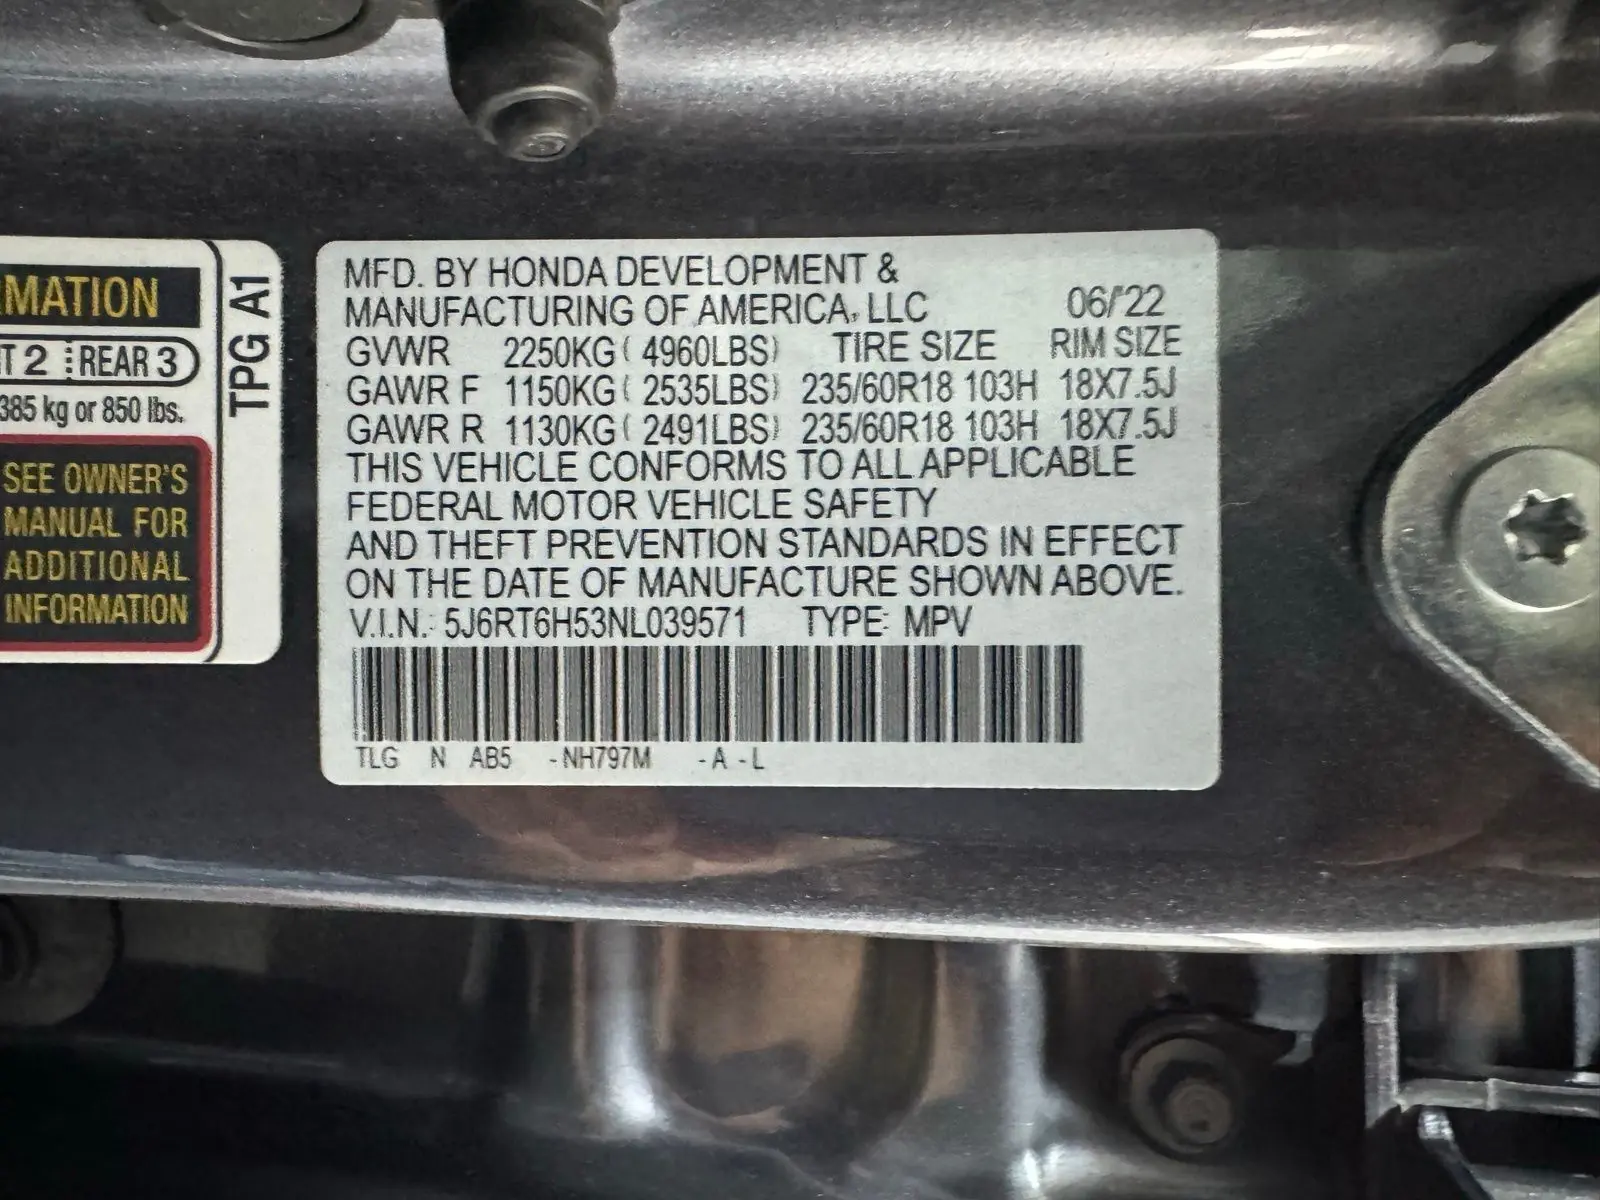 MATION
T 2 REAR 3
385 kg or 850 lbs.
SEE OWNER'S
MANUAL FOR
ADDITIONAL
INFORMATION
TPG A1
MFD. BY HONDA DEVELOPMENT &
MANUFACTURING OF AMERICA, LLC 06/'22
GVWR 2250KG( 4960LBS) TIRE SIZE RIM SIZE
GAWR F 1150KG( 2535LBS) 235/60R18 103H 18X7.5J
GAWR R 1130KG( 2491LBS) 235/60R18 103H 18X7.5J
THIS VEHICLE CONFORMS TO ALL APPLICABLE
FEDERAL MOTOR VEHICLE SAFETY
AND THEFT PREVENTION STANDARDS IN EFFECT
ON THE DATE OF MANUFACTURE SHOWN ABOVE.
V.I.N.: 5J6RT6H53NL039571 TYPE: MPV
TLG N AB5 -NH797M -A -L